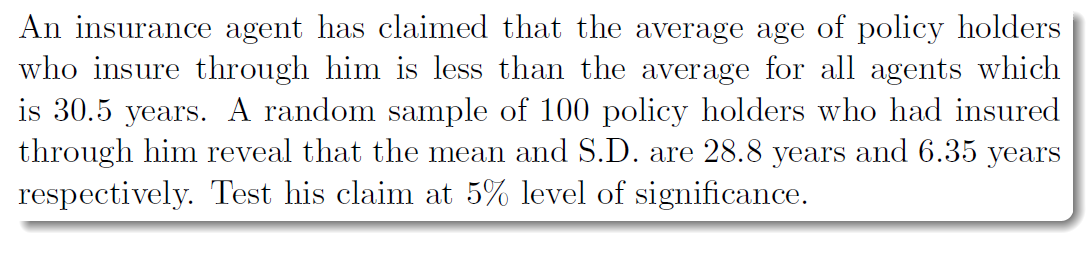 An insurance agent has claimed that the average age of policy holders
who insure through him is less than the average for all agents which
is 30.5 years. A random sample of 100 policy holders who had insured
through him reveal that the mean and S.D. are 28.8 years and 6.35 years
respectively. Test his claim at 5% level of significance.